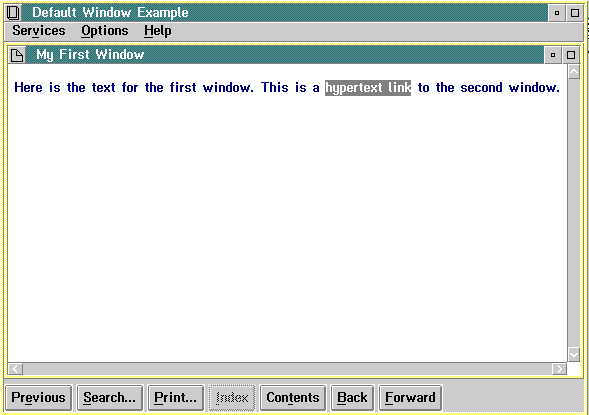 Default Window Example
Services Options Help
My First Window
Here is the text for the first window. This is a hypertext link to the second window.
Previous Search... Print... Index Contents Back Forward